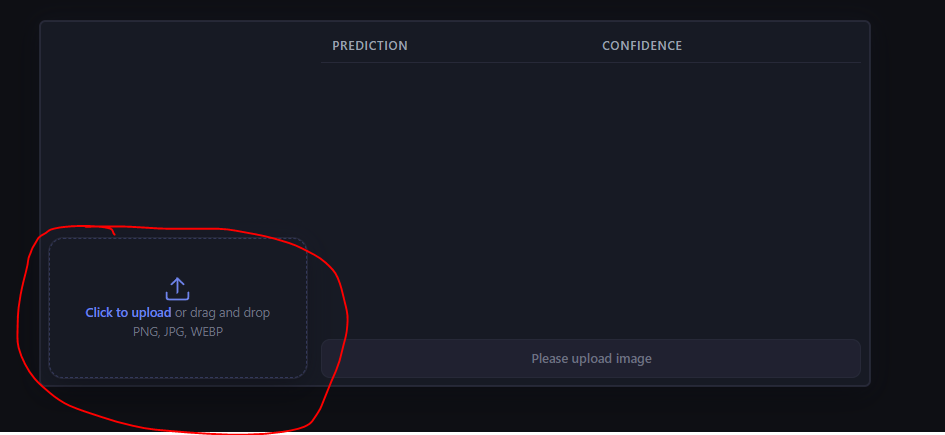 PREDICTION CONFIDENCE
Click to upload or drag and drop
PNG, JPG, WEBP
Please upload image